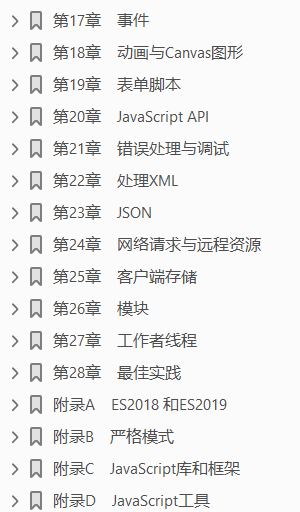 第17章 事件
第18章 动画与Canvas图形
第19章 表单脚本
第20章 JavaScript API
第21章 错误处理与调试
第22章 处理XML
第23章 JSON
第24章 网络请求与远程资源
第25章 客户端存储
第26章 模块
第27章 工作者线程
第28章 最佳实践
附录A ES2018 和ES2019
附录B 严格模式
附录C JavaScript库和框架
附录D JavaScript工具